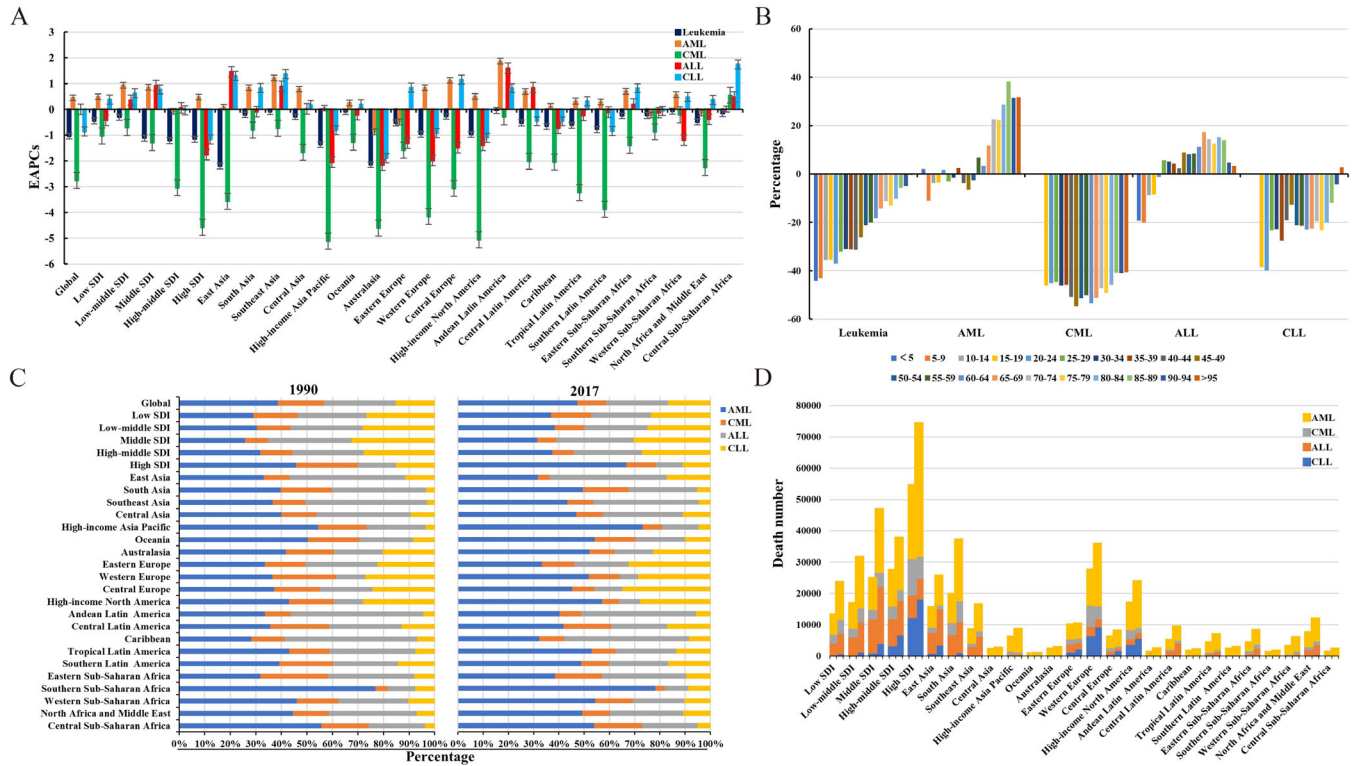 A
EAPCs
3
2
1
0
-1
-2
-3
-4
-5
-6
Leukemia
AML
CML
ALL
CLL
Global
Low SDI
Low-middle SDI
Middle SDI
High-middle SDI
High SDI
East Asia
South Asia
Southeast Asia
Central Asia
High-income Asia Pacific
Oceania
Australasia
Eastern Europe
Western Europe
Central Europe
High-income North America
Andean Latin America
Central Latin America
Caribbean
Tropical Latin America
Southern Latin America
Eastern Sub-Saharan Africa
Southern Sub-Saharan Africa
Western Sub-Saharan Africa
North Africa and Middle East
Central Sub-Saharan Africa
B
Percentage
60
40
20
0
-20
-40
-60
Leukemia AML CML ALL CLL
<5 5-9 10-14 15-19 20-24 25-29 30-34 35-39 40-44 45-49
50-54 55-59 60-64 65-69 70-74 75-79 80-84 85-89 90-94 >95
C
1990 2017
Global
Low SDI
Low-middle SDI
Middle SDI
High-middle SDI
High SDI
East Asia
South Asia
Southeast Asia
Central Asia
High-income Asia Pacific
Oceania
Australasia
Eastern Europe
Western Europe
Central Europe
High-income North America
Andean Latin America
Central Latin America
Caribbean
Tropical Latin America
Southern Latin America
Eastern Sub-Saharan Africa
Southern Sub-Saharan Africa
Western Sub-Saharan Africa
North Africa and Middle East
Central Sub-Saharan Africa
0% 10% 20% 30% 40% 50% 60% 70% 80% 90% 100%
0% 10% 20% 30% 40% 50% 60% 70% 80% 90% 100%
Percentage
AML
CML
ALL
CLL
D
Death number
80000
70000
60000
50000
40000
30000
20000
10000
0
AML
CML
ALL
CLL
Low SDI
Low-middle SDI
Middle SDI
High-middle SDI
High SDI
East Asia
South Asia
Southeast Asia
Central Asia
High-income Asia Pacific
Oceania
Australasia
Eastern Europe
Western Europe
Central Europe
High-income North America
Andean Latin America
Central Latin America
Caribbean
Tropical Latin America
Southern Latin America
Eastern Sub-Saharan Africa
Southern Sub-Saharan Africa
Western Sub-Saharan Africa
North Africa and Middle East
Central Sub-Saharan Africa